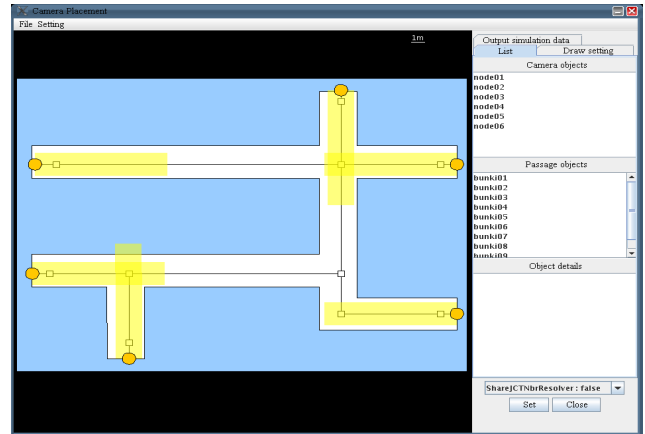 Camera Placement
File Setting
1m
Output simulation data
List Draw setting
Camera objects
node01
node02
node03
node04
node05
node06
Passage objects
bunki01
bunki02
bunki03
bunki04
bunki05
bunki06
bunki07
bunki08
bunki09
Object details
ShareJCTNbrResolver : false
Set Close